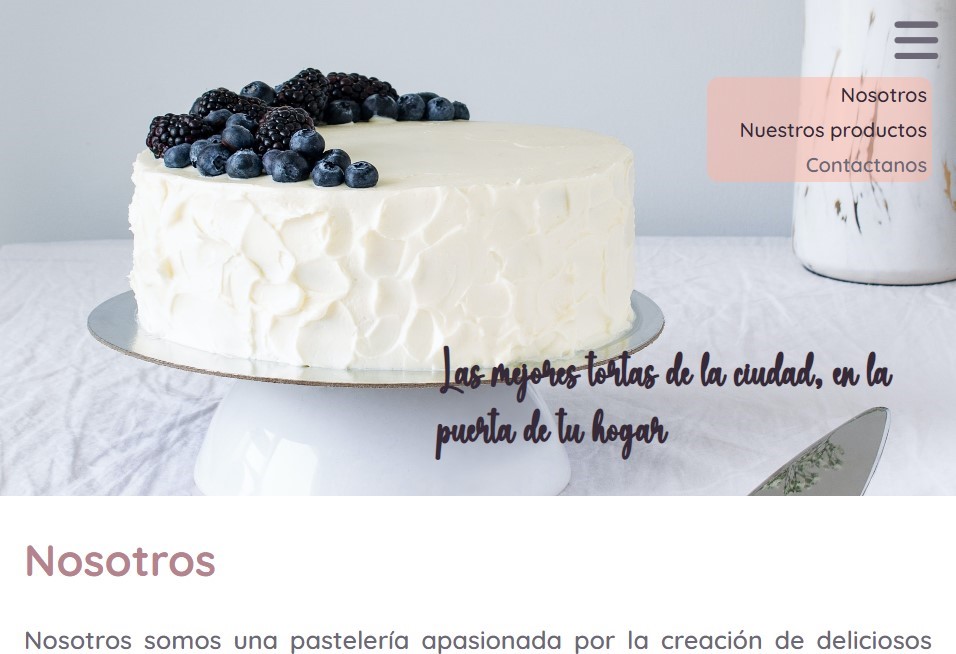 Nosotros
Nuestros productos
Contactanos
Las mejores tortas de la ciudad, en la
puerta de tu hogar
Nosotros
Nosotros somos una pastelería apasionada por la creación de deliciosos